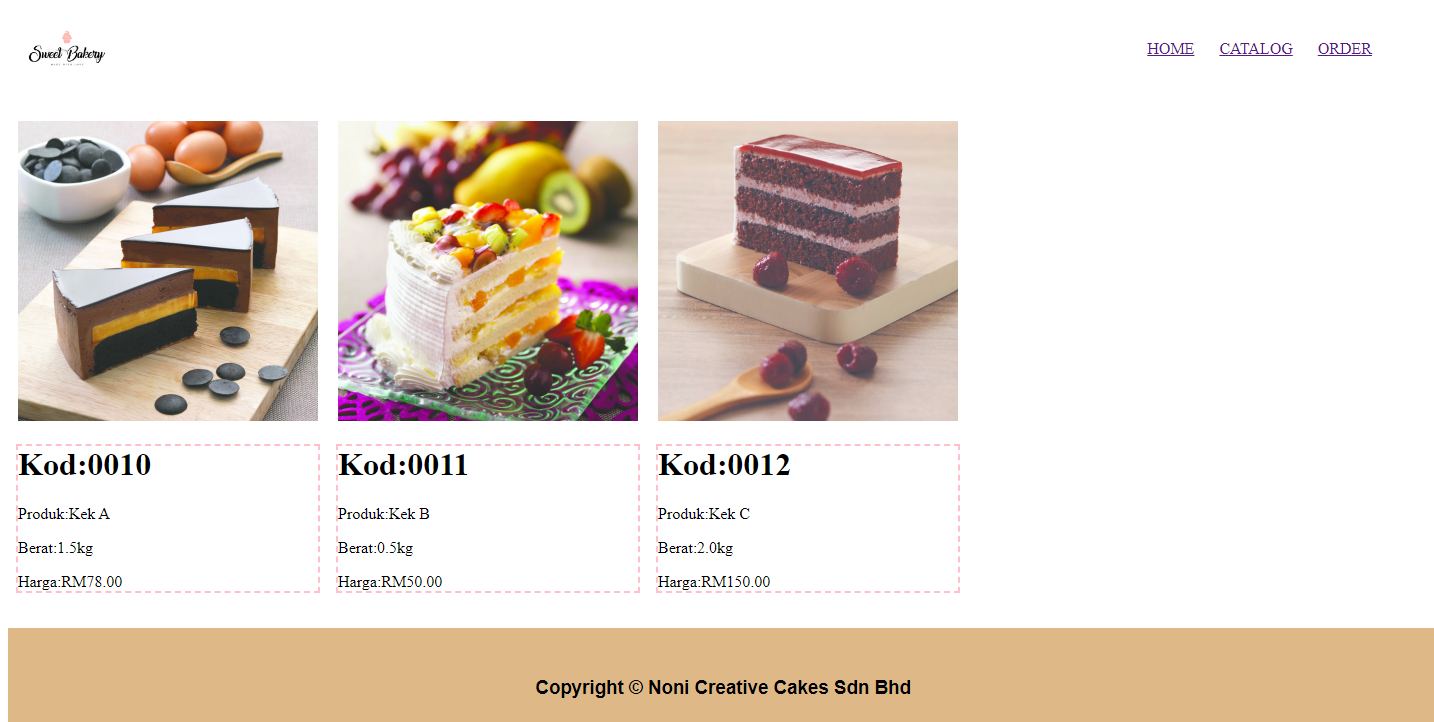 Sweet Bakery
HOME CATALOG ORDER
Kod:0010
Produk:Kek A
Berat:1.5kg
Harga:RM78.00
Kod:0011
Produk:Kek B
Berat:0.5kg
Harga:RM50.00
Kod:0012
Produk:Kek C
Berat:2.0kg
Harga:RM150.00
Copyright © Noni Creative Cakes Sdn Bhd